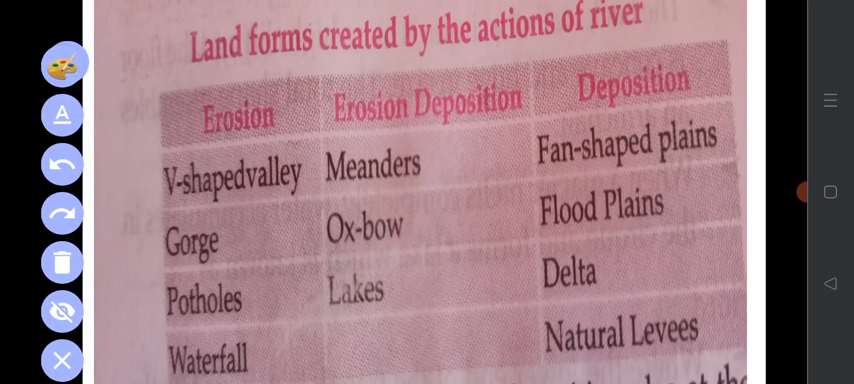 Land forms created by the actions of river
Erosion Erosion Deposition Deposition
V-shapedvalley Meanders Fan-shaped plains
Gorge Ox-bow Flood Plains
Potholes Lakes Delta
Waterfall Natural Levees